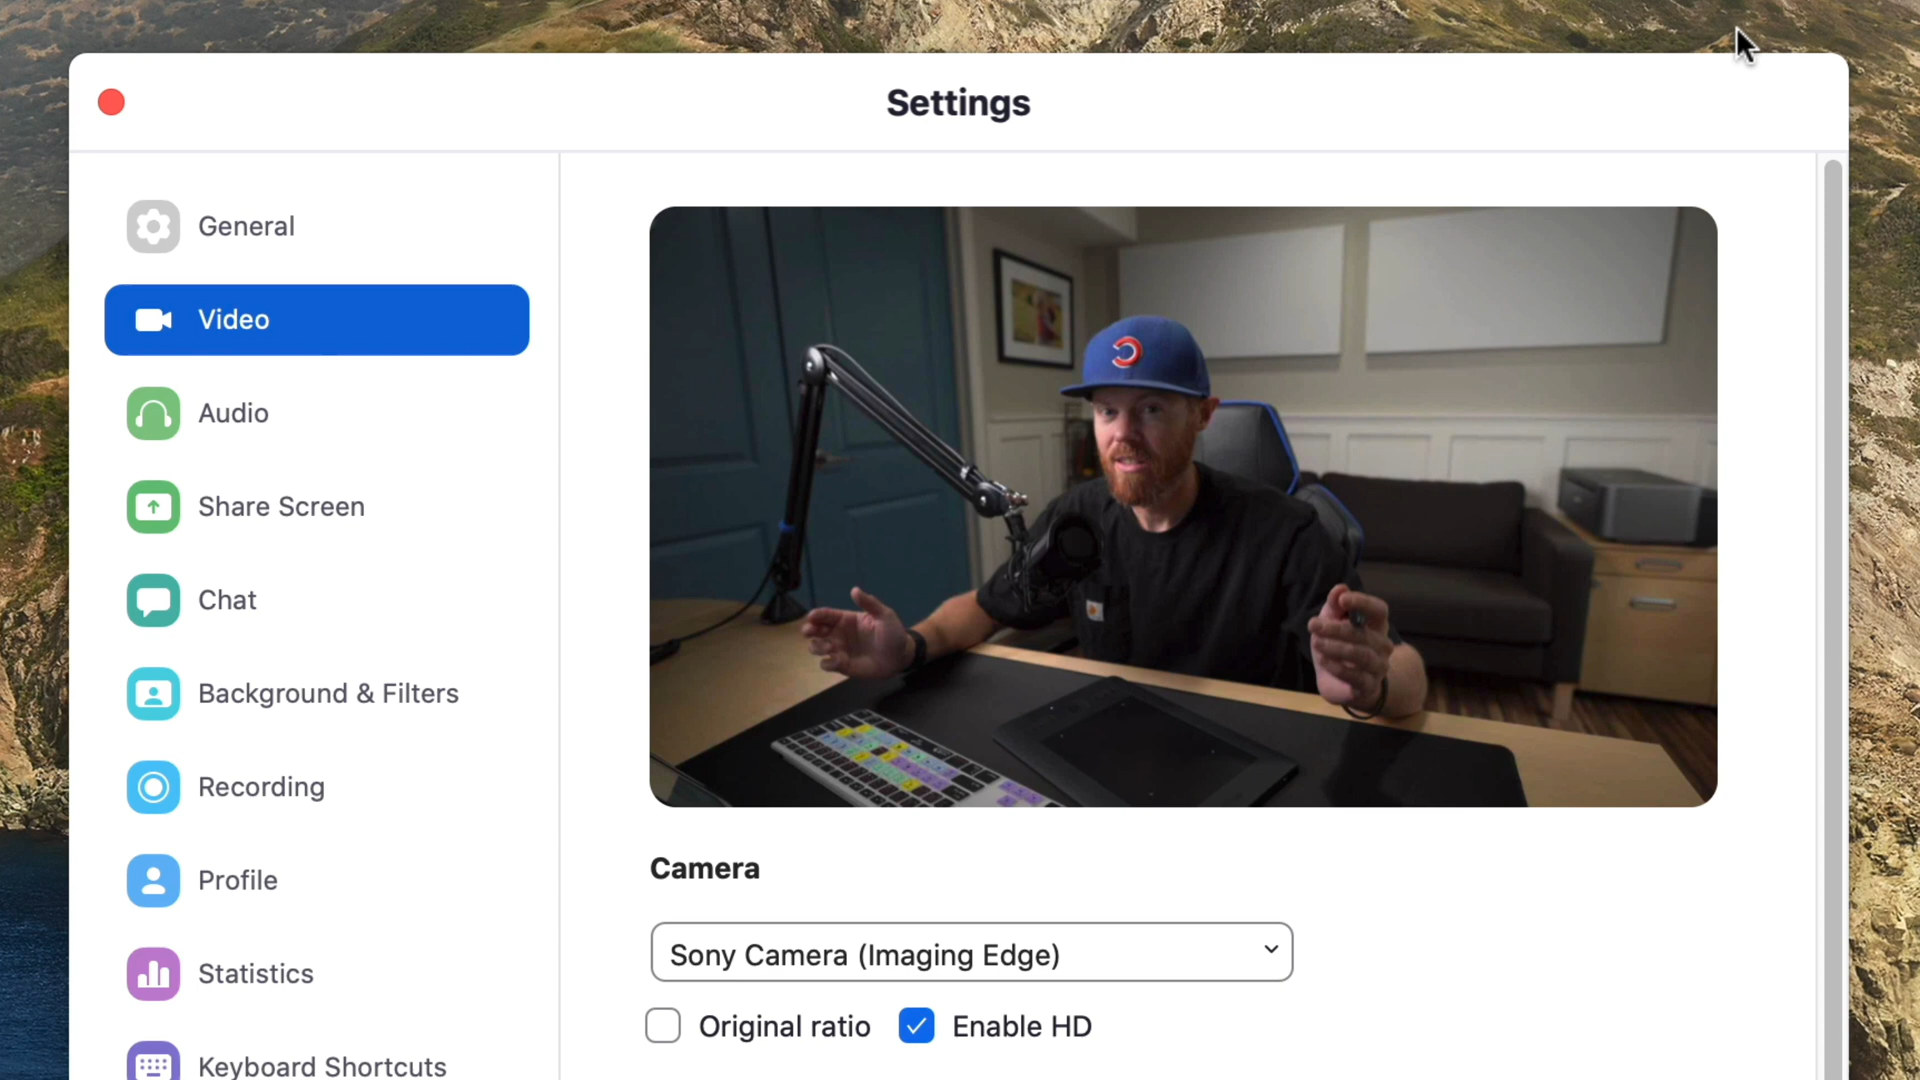 Settings
General
Video
Audio
Share Screen
Chat
Background & Filters
Recording
Profile
Statistics
Keyboard Shortcuts
Camera
Sony Camera (Imaging Edge)
Original ratio
Enable HD